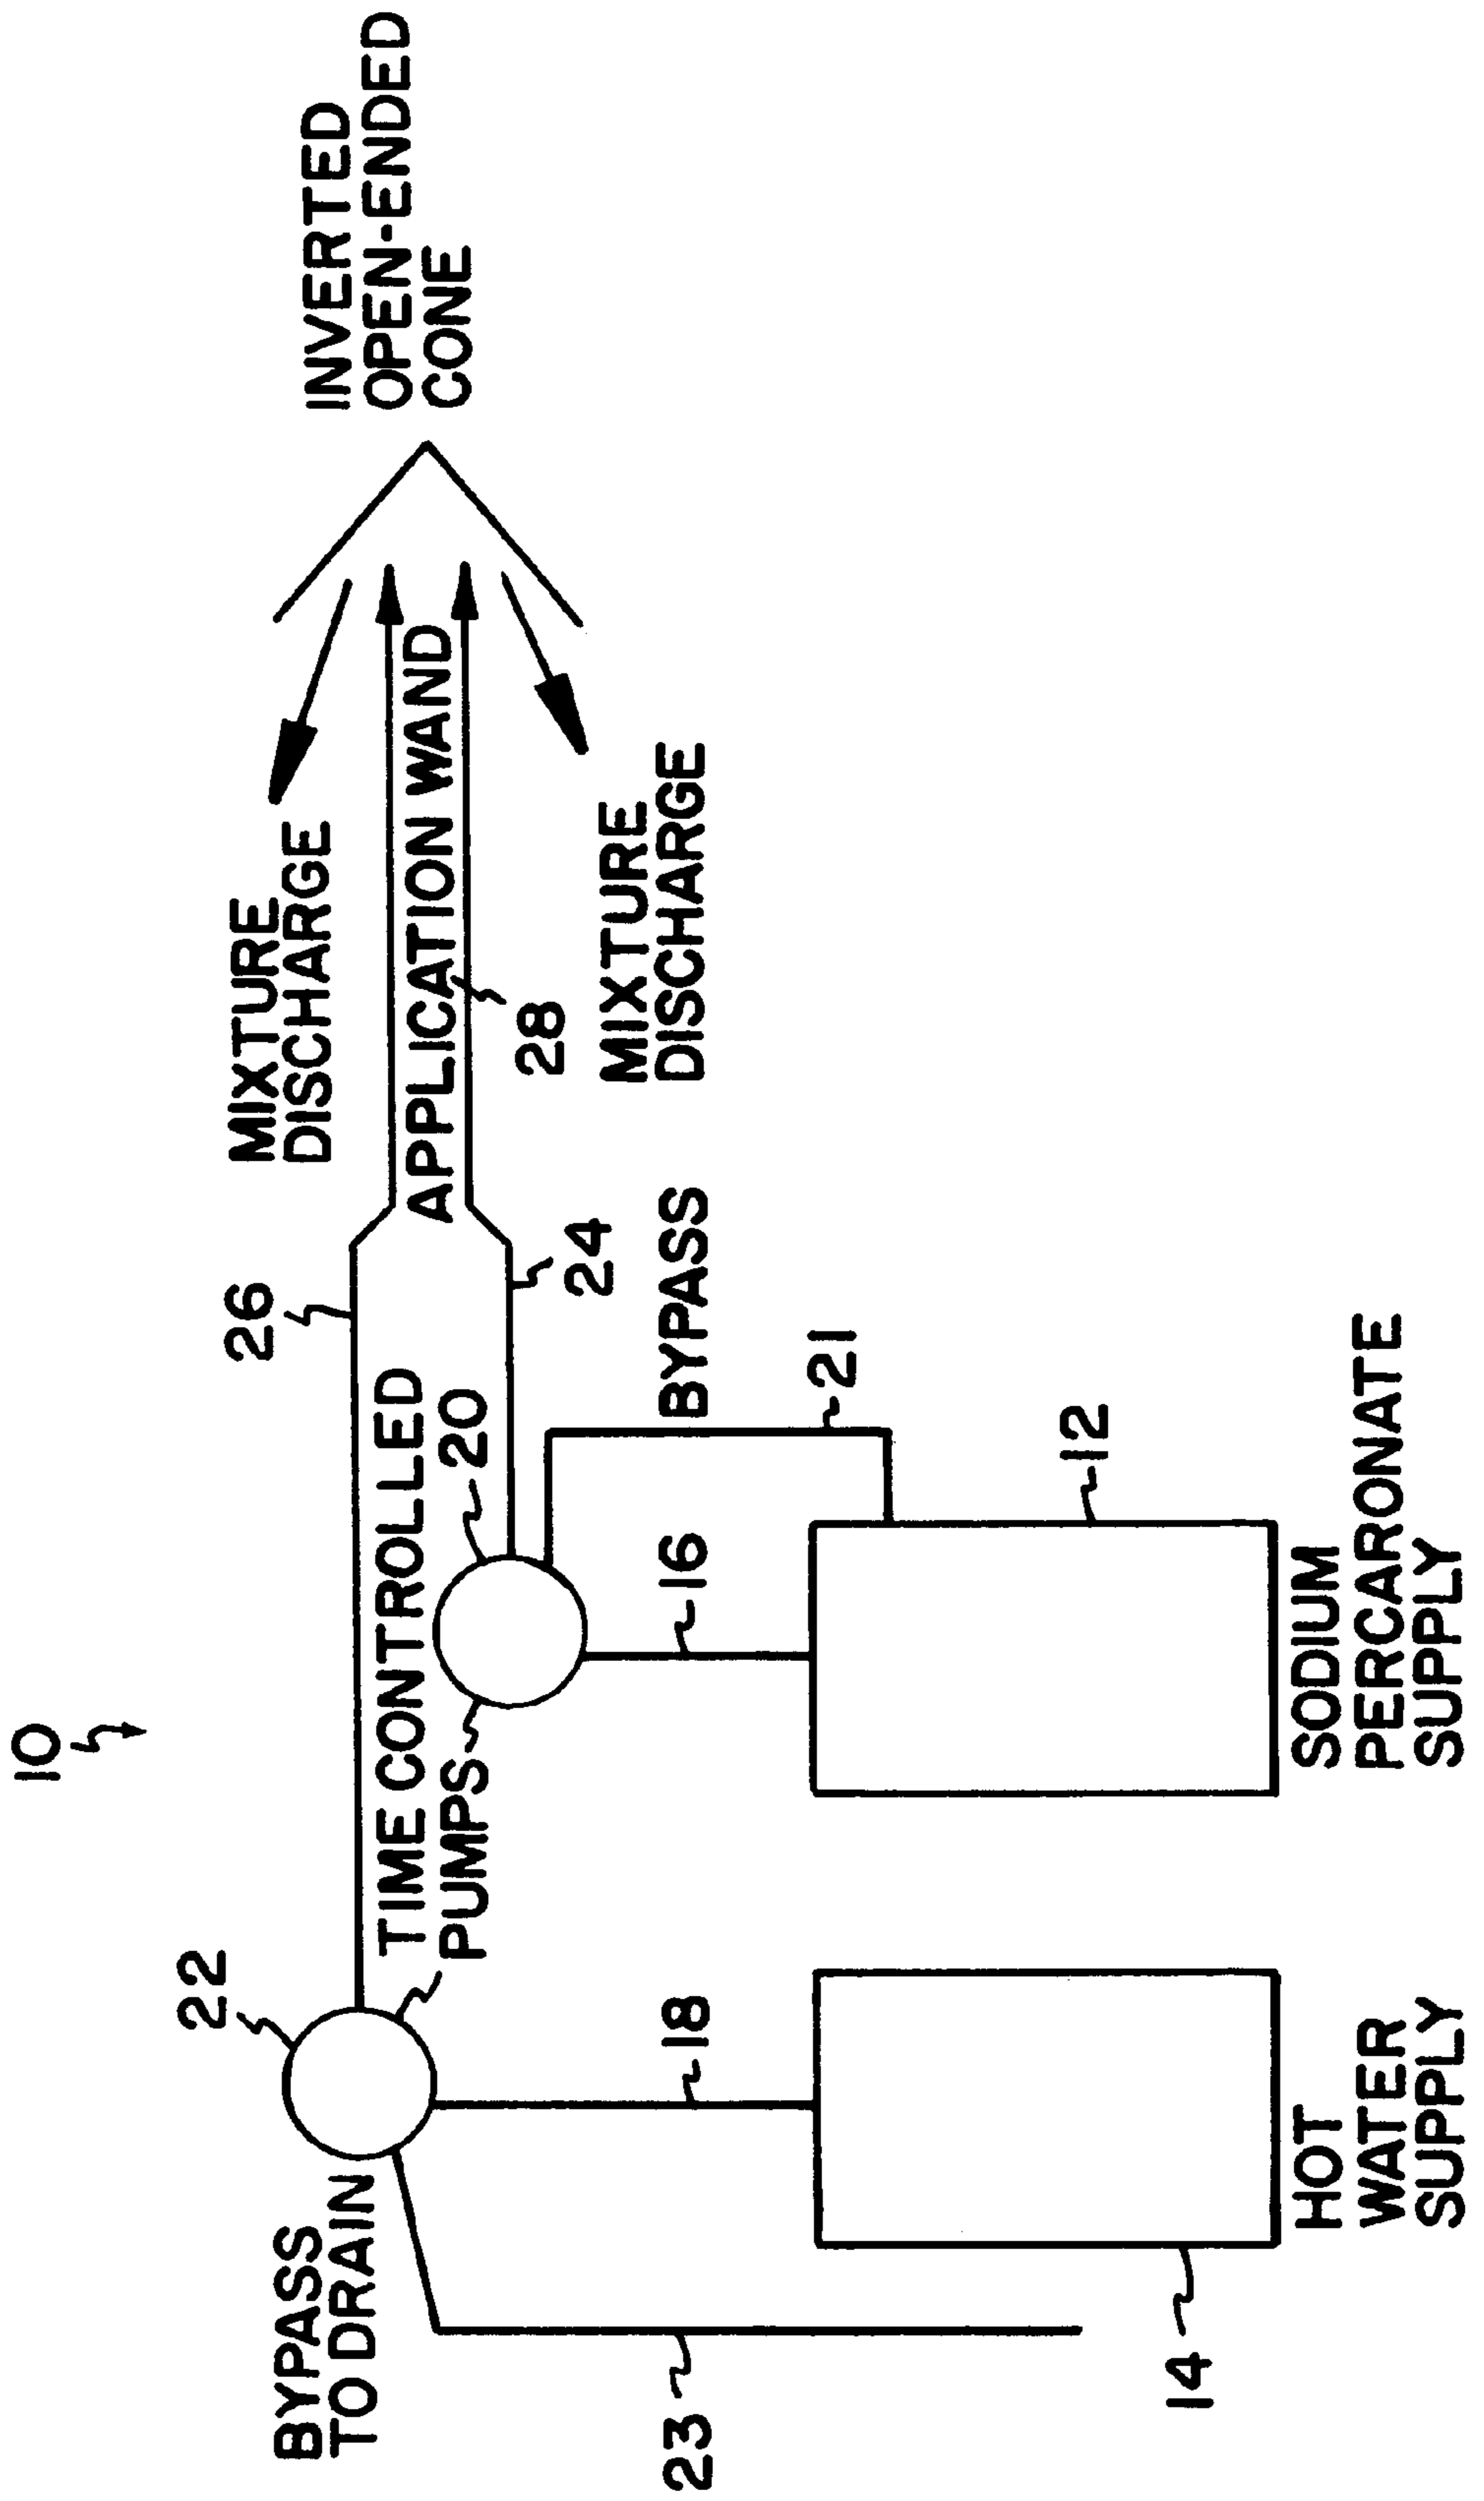 10
22
26
BYPASS
TO DRAIN
TIME CONTROLLED
PUMPS
20
24
MIXTURE
DISCHARGE
APPLICATION WAND
28
MIXTURE
DISCHARGE
INVERTED
OPEN-ENDED
CONE
23
18
16
BYPASS
21
14
12
HOT
WATER
SUPPLY
SODIUM
PERCARONATE
SUPPLY